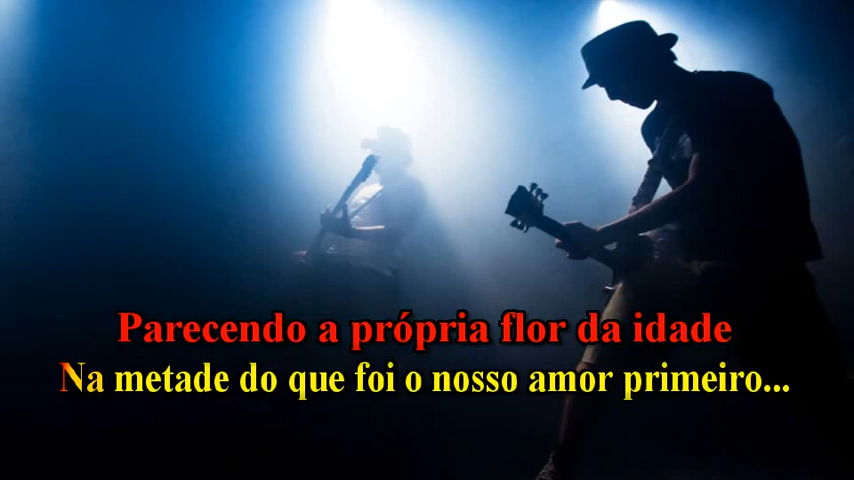 Parecendo a própria flor da idade
Na metade do que foi o nosso amor primeiro...